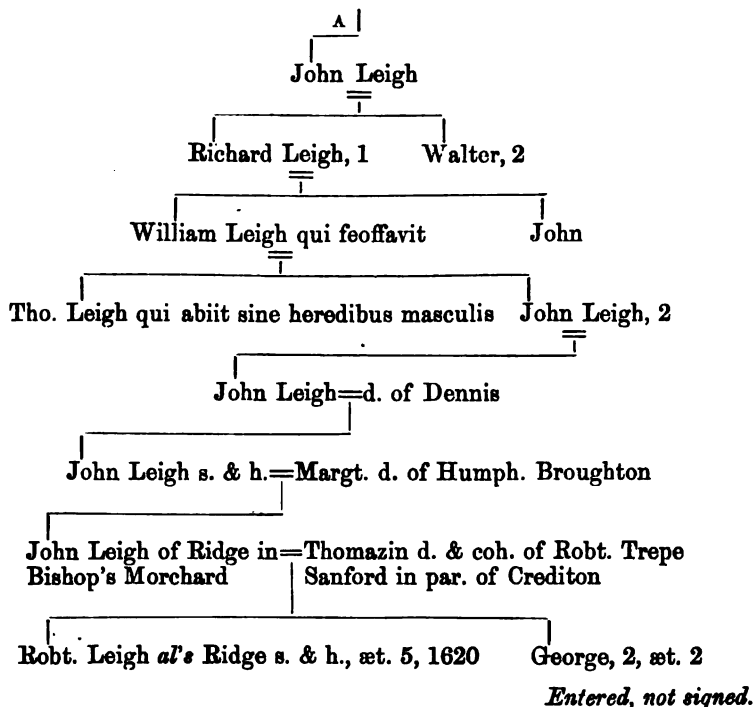 A
John Leigh
Richard Leigh, 1 Walter, 2
William Leigh qui feoffavit John
Tho. Leigh qui abiit sine heredibus masculis John Leigh, 2
John Leigh=d. of Dennis
John Leigh s. & h.=Margt. d. of Humph. Broughton
John Leigh of Ridge in=Thomazin d. & coh. of Robt. Trepe
Bishop's Morchard Sanford in par. of Crediton
Robt. Leigh al's Ridge s. & h., æt. 5, 1620 George, 2, æt. 2
Entered, not signed.